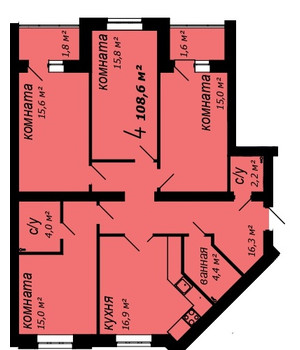 1,8 м²
комната
15,8 м²
1,6 м²
комната
15,6 м²
4
108,6 м²
комната
15,0 м²
с/у
2,2 м²
с/у
4,0 м²
16,3 м²
ванная
4,4 м²
комната
15,0 м²
кухня
16,9 м²